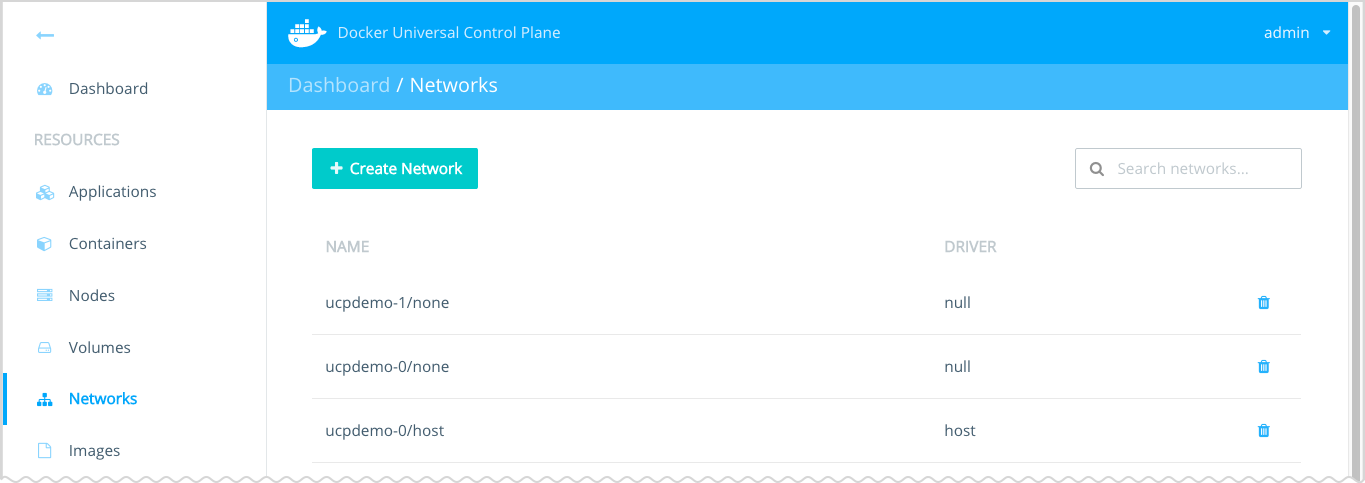 Docker Universal Control Plane
admin
Dashboard / Networks
Dashboard
RESOURCES
Applications
Containers
Nodes
Volumes
Networks
Images
+ Create Network
Search networks...
NAME DRIVER
ucpdemo-1/none null
ucpdemo-0/none null
ucpdemo-0/host host